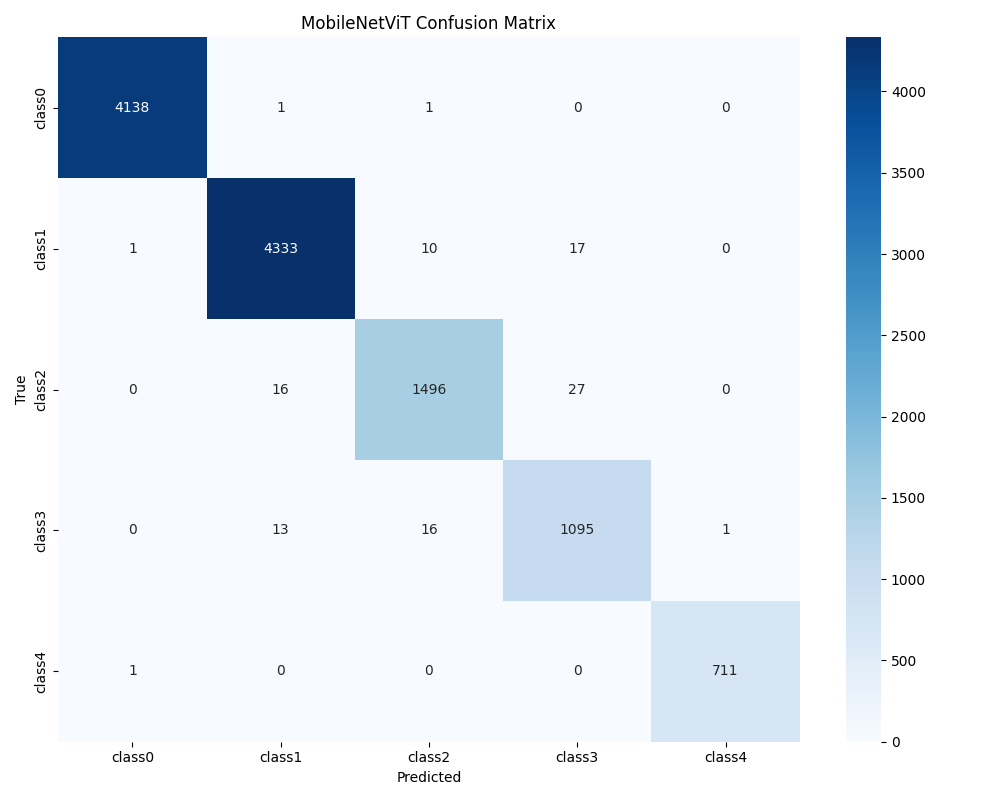 MobileNetViT Confusion Matrix
class0 4138 1 1 0 0
class1 1 4333 10 17 0
class2 0 16 1496 27 0
class3 0 13 16 1095 1
class4 1 0 0 0 711
True
class0 class1 class2 class3 class4
Predicted
4000
3500
3000
2500
2000
1500
1000
500
0